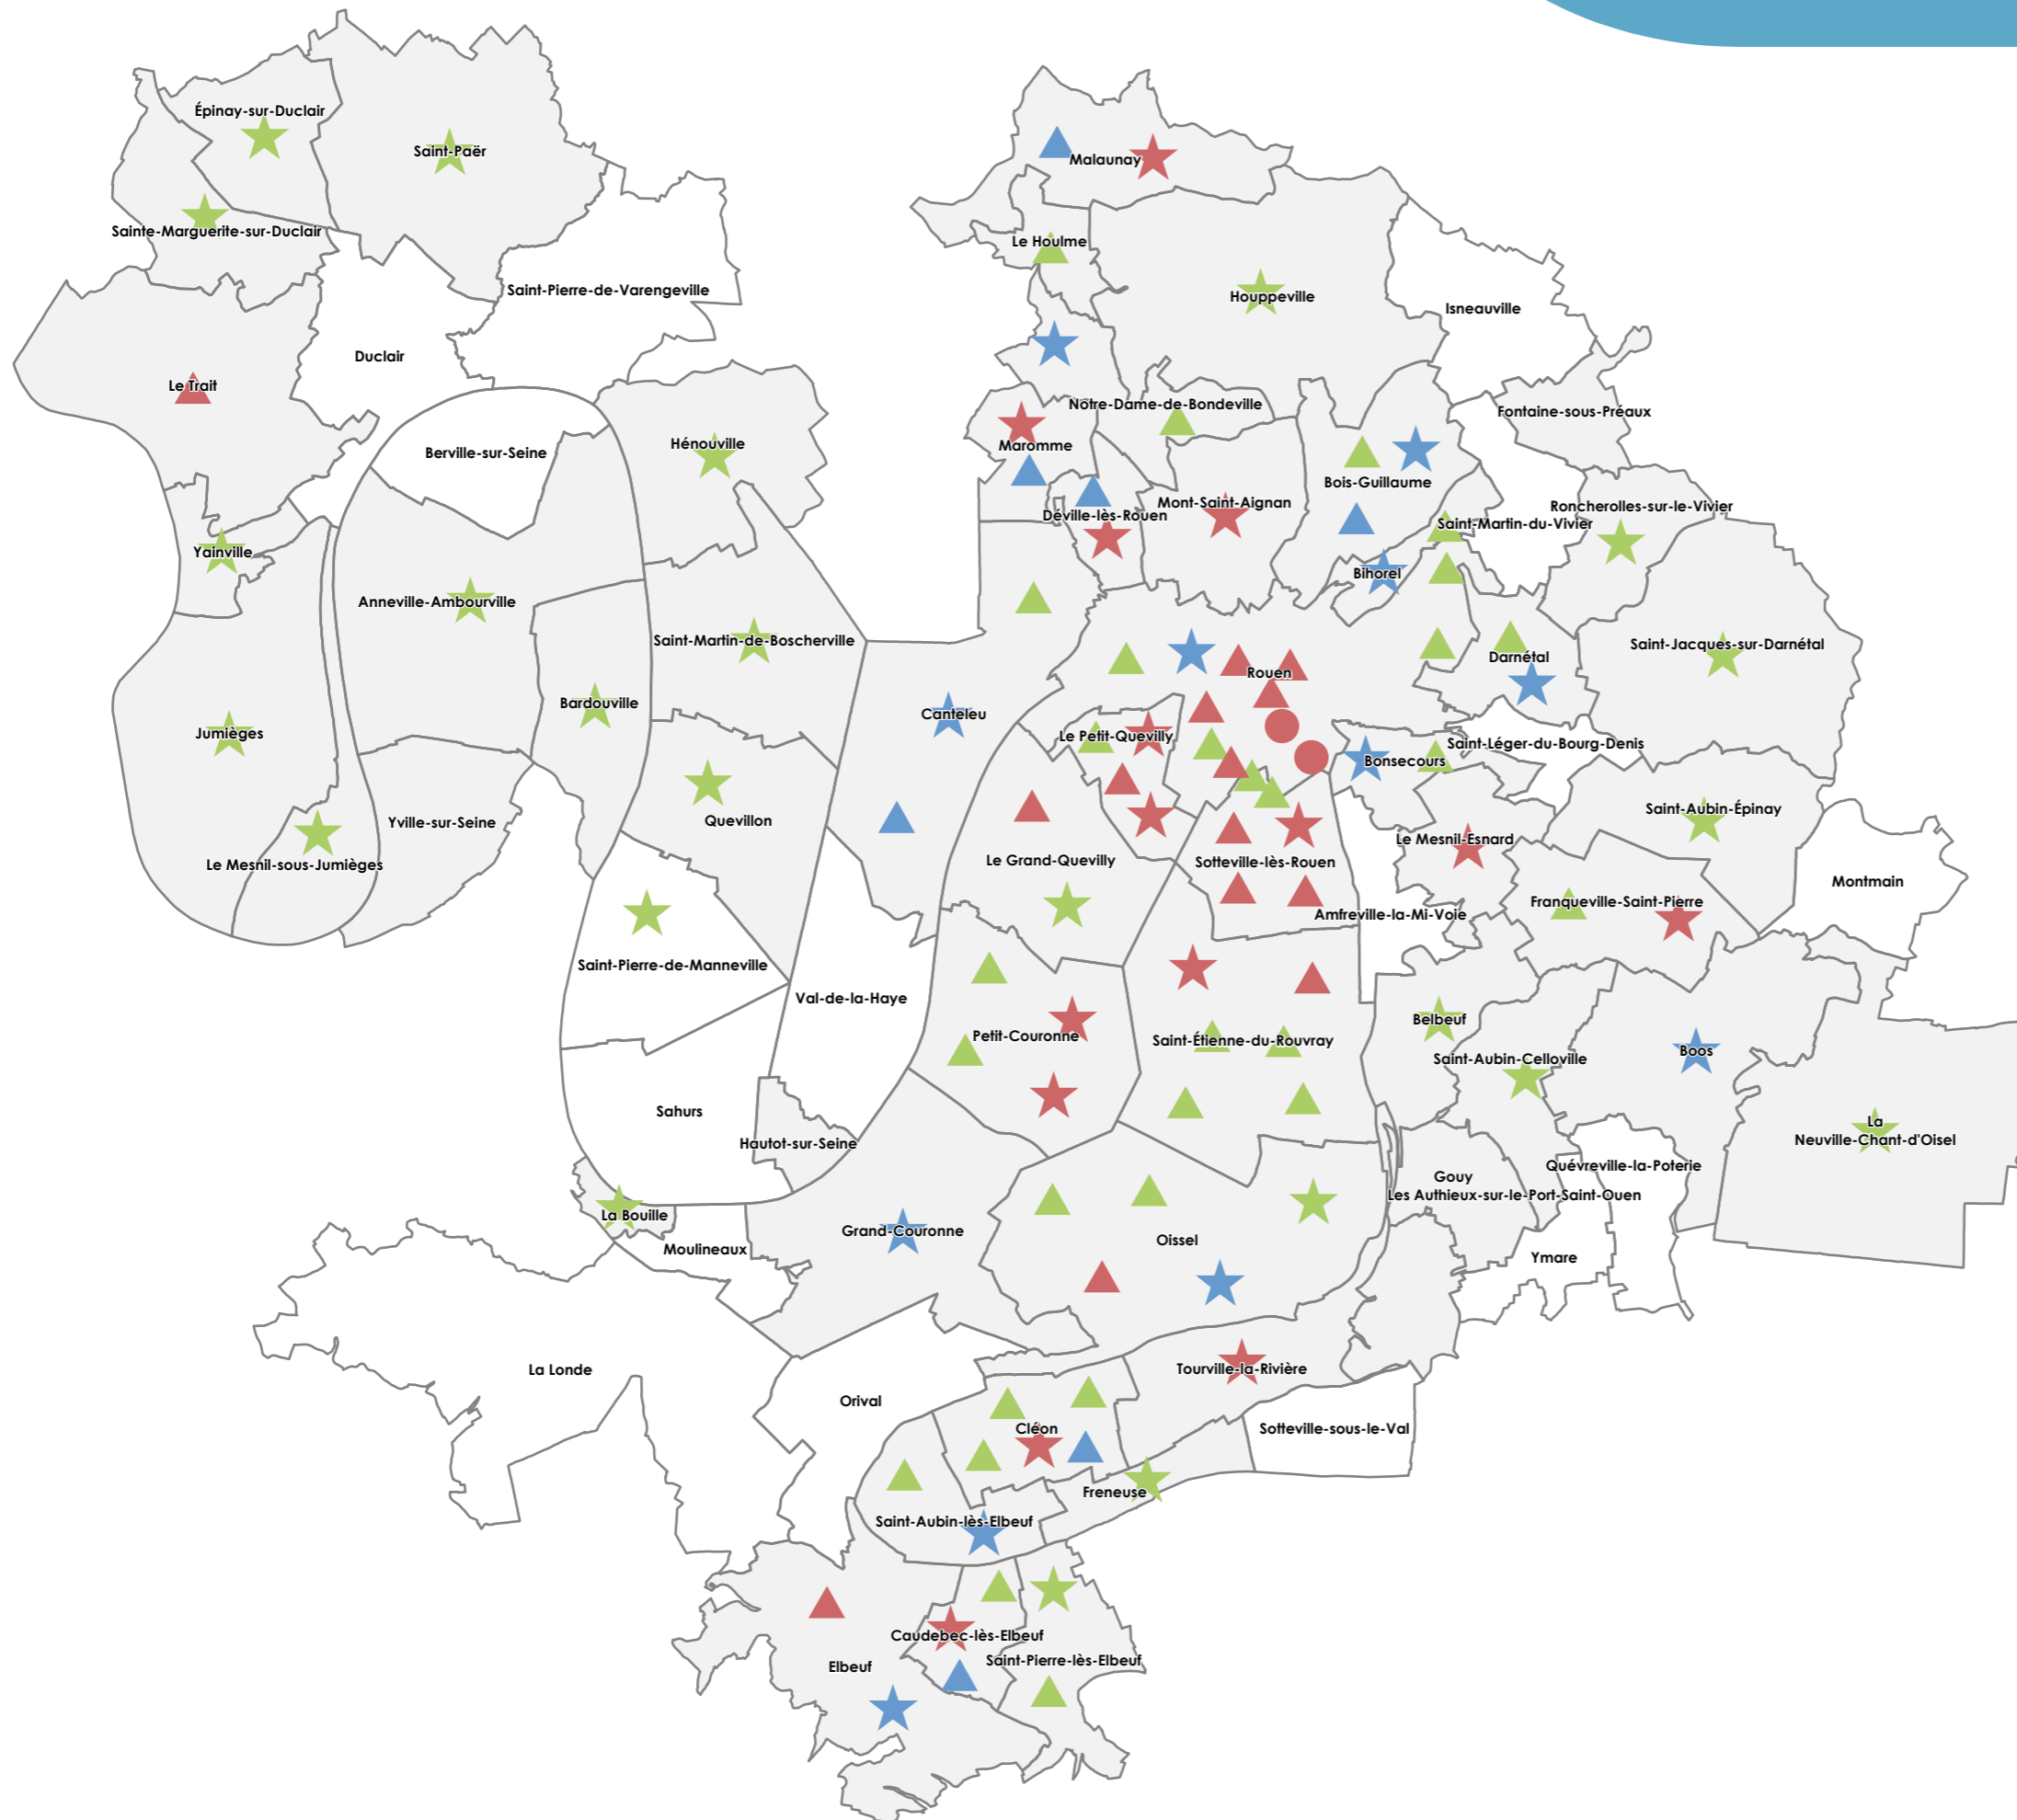 Épinay-sur-Duclair
Saint-Paër
Malaunay
Sainte-Marguerite-sur-Duclair
Le Houlme
Saint-Pierre-de-Varengeville
Houppeville
Isneauville
Duclair
Le Trait
Notre-Dame-de-Bondeville
Fontaine-sous-Préaux
Hénouville
Maromme
Berville-sur-Seine
Bois-Guillaume
Mont-Saint-Aignan
Roncherolles-sur-le-Vivier
Déville-lès-Rouen
Saint-Martin-du-Vivier
Yainville
Bihorel
Anneville-Ambourville
Saint-Martin-de-Boscherville
Saint-Jacques-sur-Darnétal
Darnétal
Rouen
Bardouville
Canteleu
Jumièges
Le Petit-Quevilly
Saint-Léger-du-Bourg-Denis
Bonsecours
Saint-Aubin-Épinay
Quevillon
Yville-sur-Seine
Le Mesnil-Esnard
Le Grand-Quevilly
Sotteville-lès-Rouen
Le Mesnil-sous-Jumièges
Montmain
Franqueville-Saint-Pierre
Amfreville-la-Mi-Voie
Saint-Pierre-de-Manneville
Val-de-la-Haye
Belbeuf
Petit-Couronne
Saint-Étienne-du-Rouvray
Boos
Saint-Aubin-Celloville
Sahurs
La
Neuville-Chant-d'Oisel
Hautot-sur-Seine
Quévreville-la-Poterie
Gouy
Les Authieux-sur-le-Port-Saint-Ouen
La Bouille
Grand-Couronne
Oissel
Moulineaux
Ymare
La Londe
Tourville-la-Rivière
Orival
Cléon
Sotteville-sous-le-Val
Freneuse
Saint-Aubin-lès-Elbeuf
Caudebec-lès-Elbeuf
Saint-Pierre-lès-Elbeuf
Elbeuf